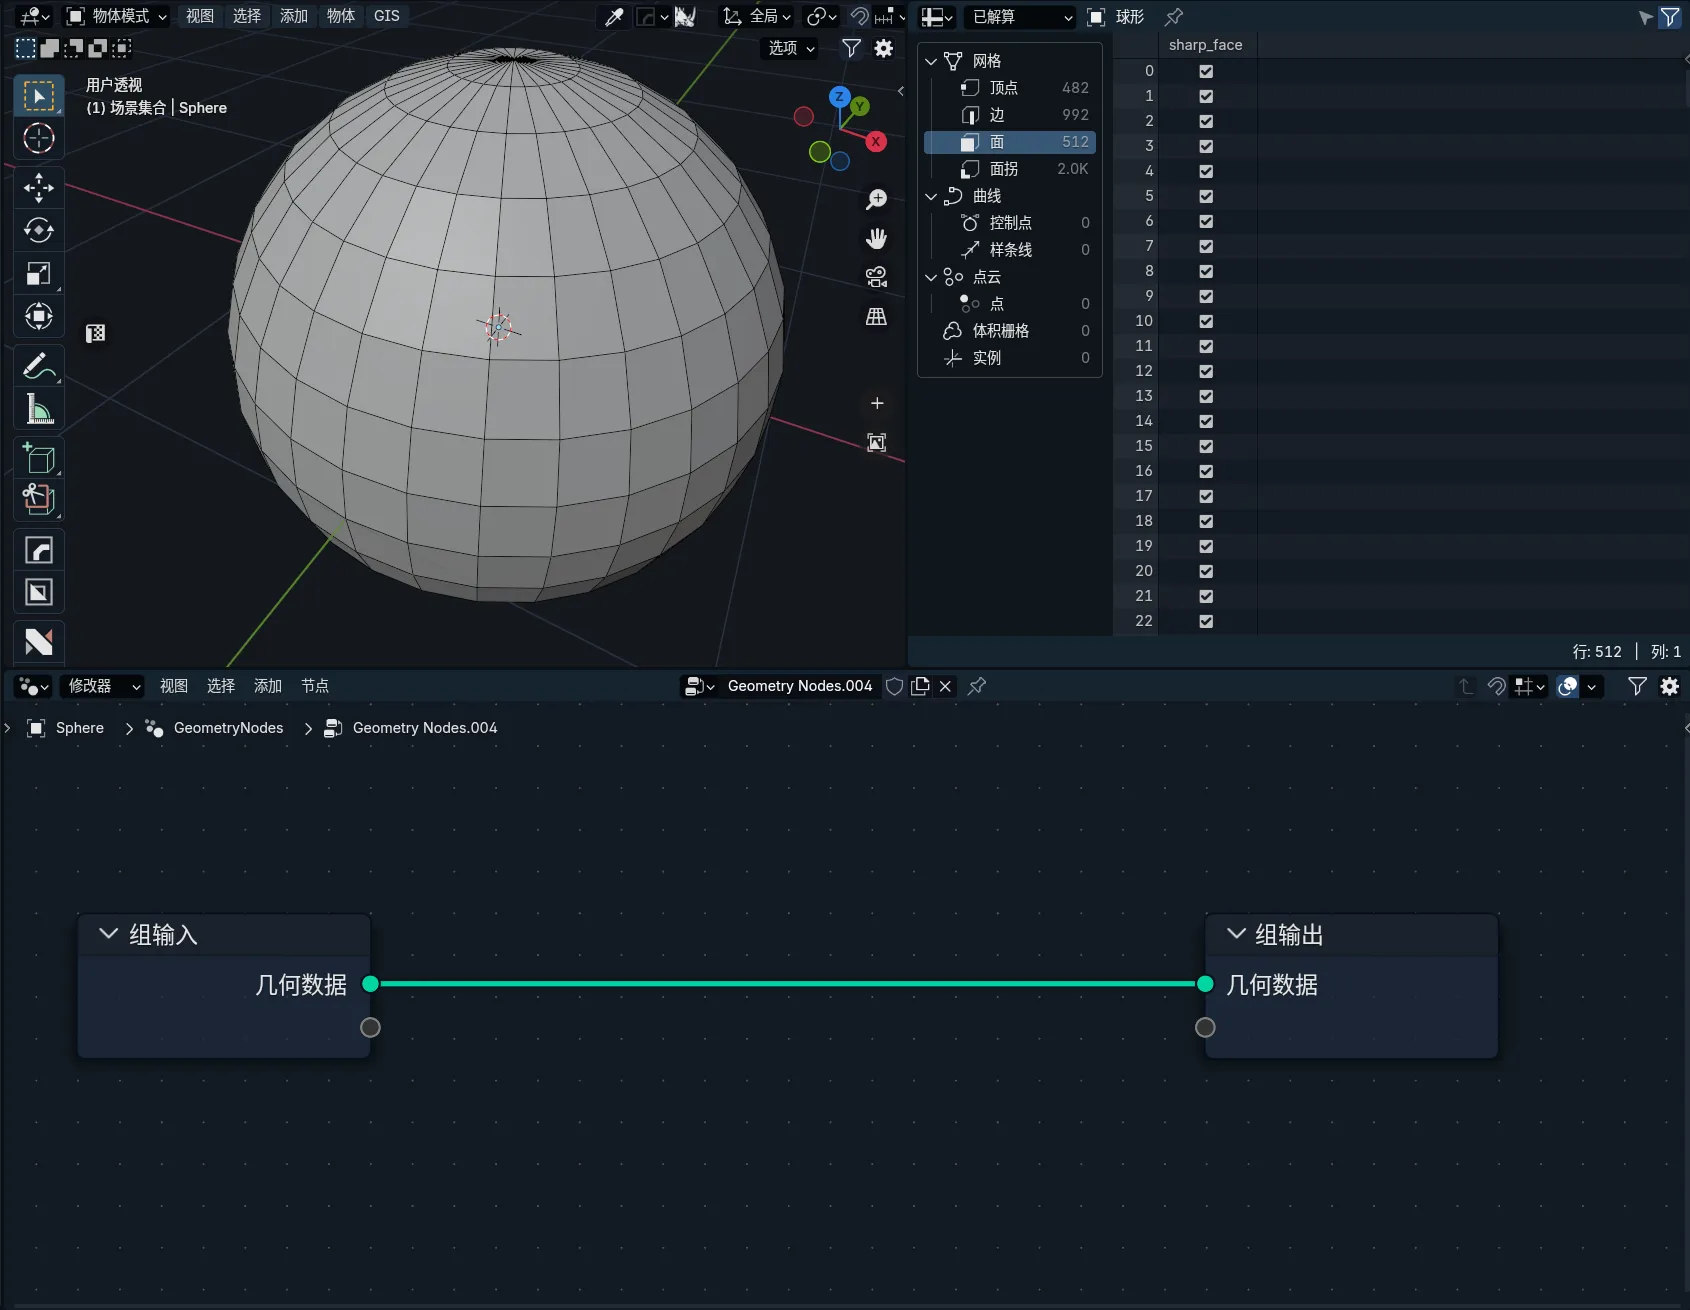 物体模式 视图 选择 添加 物体 GIS 全局
选项
用户透视
(1) 场景集合 | Sphere
Z
Y
X
已解算 球形
网格
顶点 482
边 992
面 512
面拐 2.0K
曲线
控制点 0
样条线 0
点云
点 0
体积栅格 0
实例 0
sharp_face
0
1
2
3
4
5
6
7
8
9
10
11
12
13
14
15
16
17
18
19
20
21
22
行: 512 | 列: 1
修改器 视图 选择 添加 节点 Geometry Nodes.004
Sphere GeometryNodes Geometry Nodes.004
组输入
几何数据
组输出
几何数据